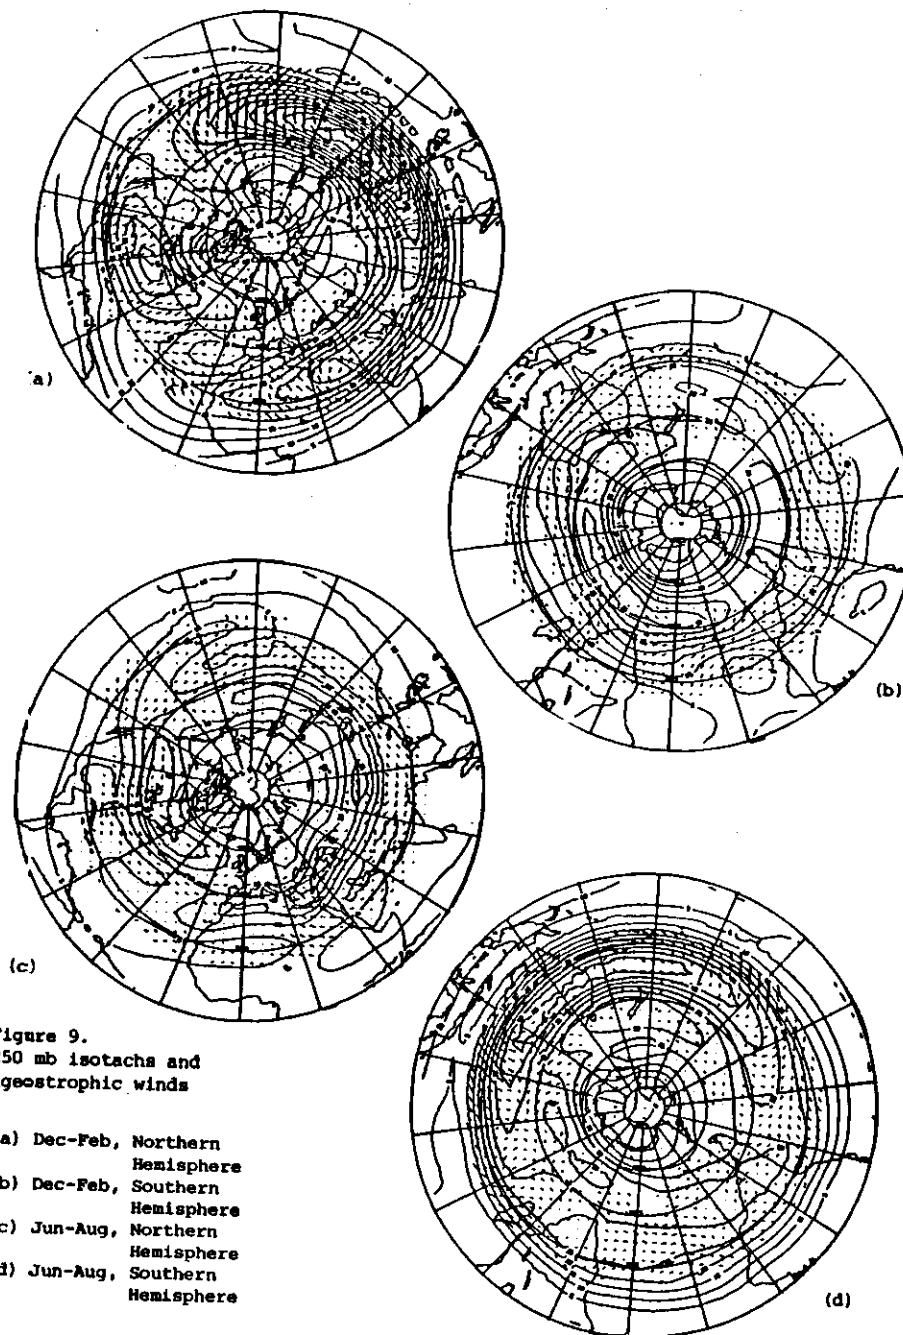 a)
(b)
(c)
igure 9.
50 mb isotachs and
geostrophic winds
a) Dec-Feb, Northern
Hemisphere
b) Dec-Feb, Southern
Hemisphere
c) Jun-Aug, Northern
Hemisphere
d) Jun-Aug, Southern
Hemisphere
(d)